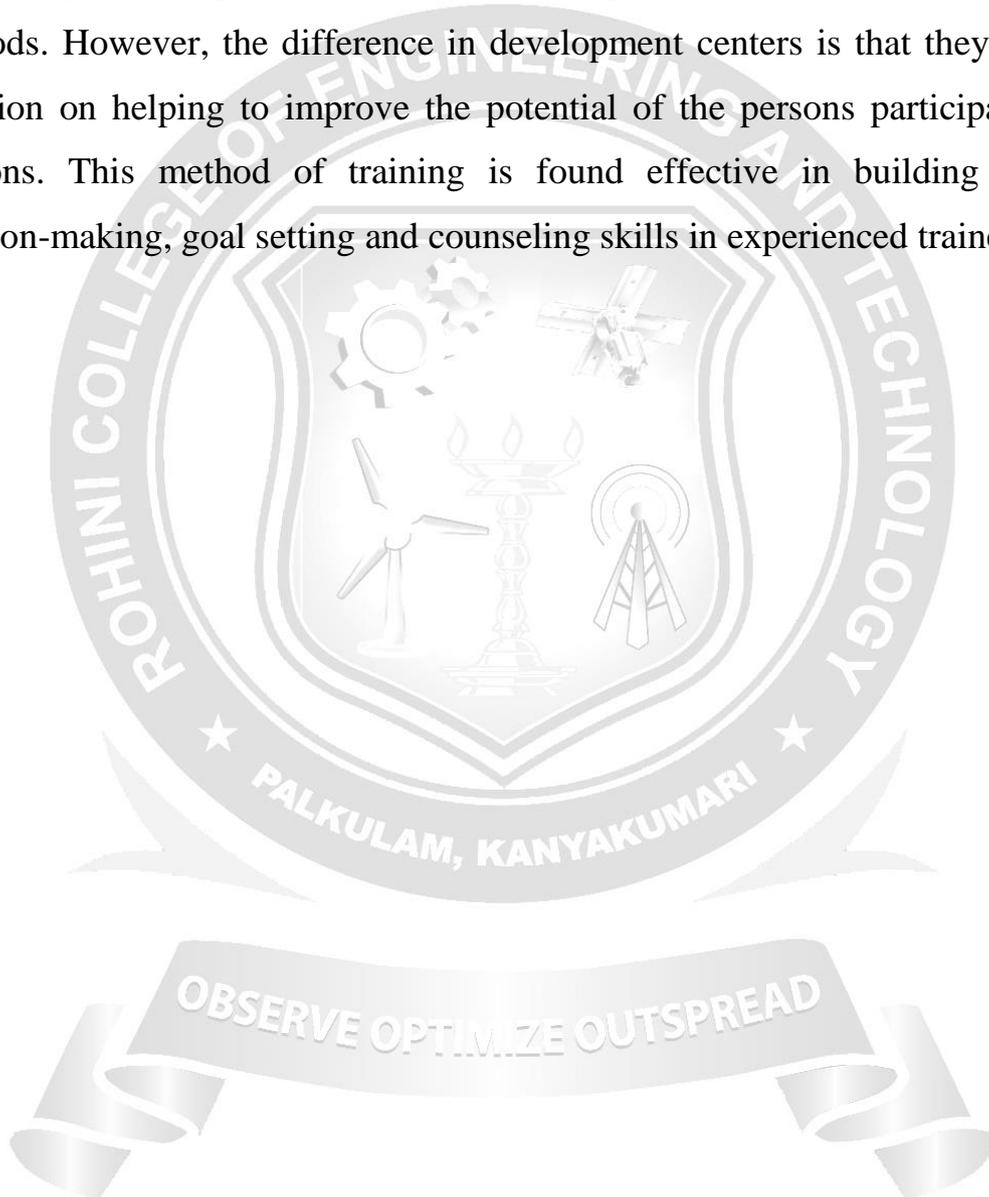 ods. However, the difference in development centers is that they
ion on helping to improve the potential of the persons participa
ons. This method of training is found effective in building
on-making, goal setting and counseling skills in experienced traine
ROHINI COLLEGE OF ENGINEERING AND TECHNOLOGY
PALKULAM, KANYAKUMARI
OBSERVE OPTIMIZE OUTSPREAD